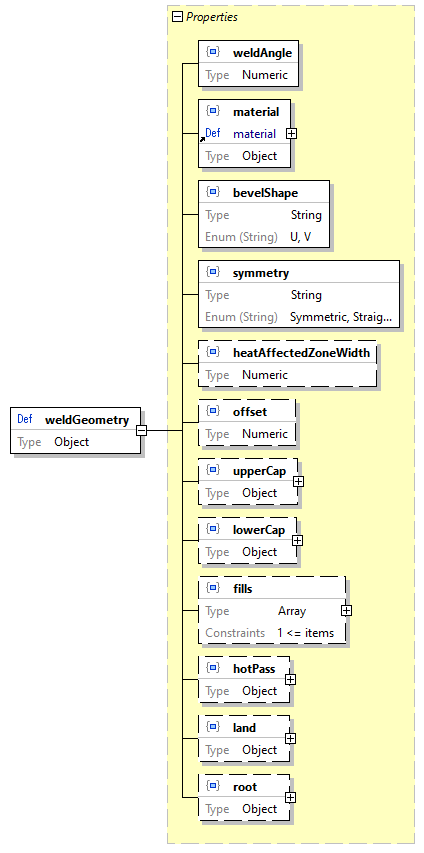 Properties
weldAngle
Type Numeric
material
Def material
Type Object
bevelShape
Type String
Enum (String) U, V
symmetry
Type String
Enum (String) Symmetric, Straig...
heatAffectedZoneWidth
Type Numeric
Def weldGeometry
Type Object
offset
Type Numeric
upperCap
Type Object
lowerCap
Type Object
fills
Type Array
Constraints 1 <= items
hotPass
Type Object
land
Type Object
root
Type Object